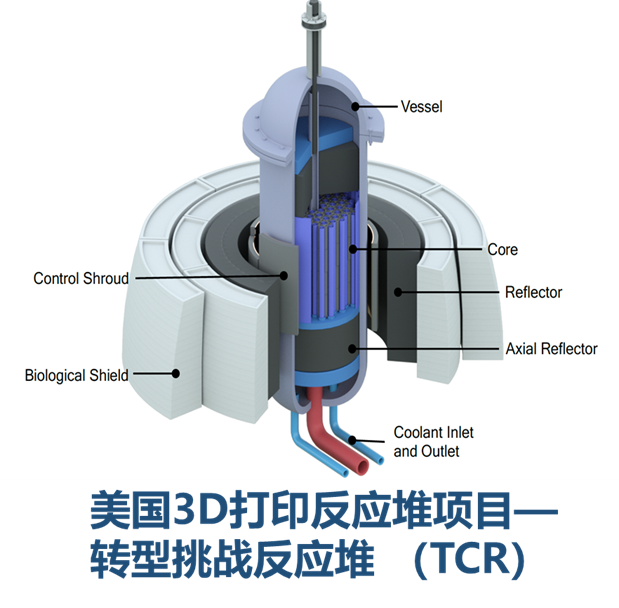 Vessel
Core
Control Shroud
Reflector
Axial Reflector
Biological Shield
Coolant Inlet
and Outlet
美国3D打印反应堆项目—
转型挑战反应堆 （TCR）